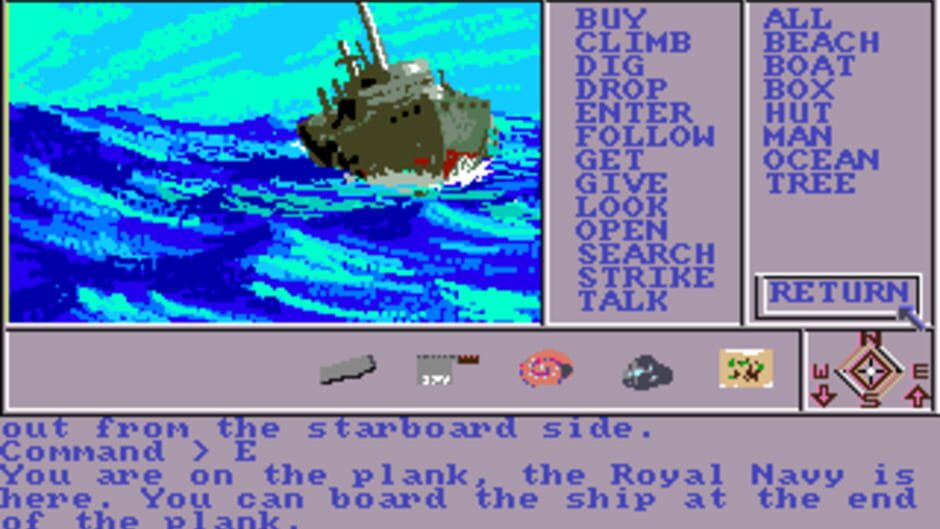 BUY
CLIMB
DIG
DROP
ENTER
FOLLOW
GET
GIVE
LOOK
OPEN
SEARCH
STRIKE
TALK
ALL
BEACH
BOAT
BOX
HUT
MAN
OCEAN
TREE
RETURN
N
W E
S
out from the starboard side.
Command > E
You are on the plank, the Royal Navy is
here. You can board the ship at the end
of the plank.